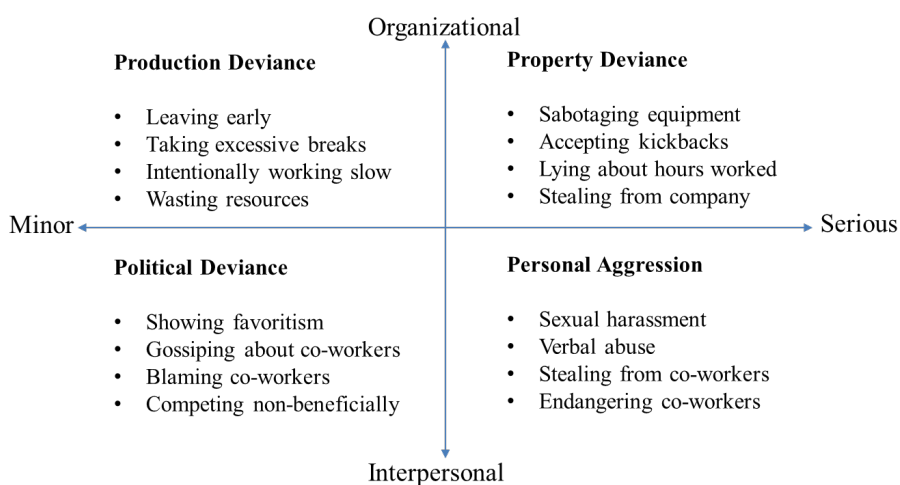 Organizational
Production Deviance
• Leaving early
• Taking excessive breaks
• Intentionally working slow
• Wasting resources
Property Deviance
• Sabotaging equipment
• Accepting kickbacks
• Lying about hours worked
• Stealing from company
Minor
Serious
Political Deviance
• Showing favoritism
• Gossiping about co-workers
• Blaming co-workers
• Competing non-beneficially
Personal Aggression
• Sexual harassment
• Verbal abuse
• Stealing from co-workers
• Endangering co-workers
Interpersonal